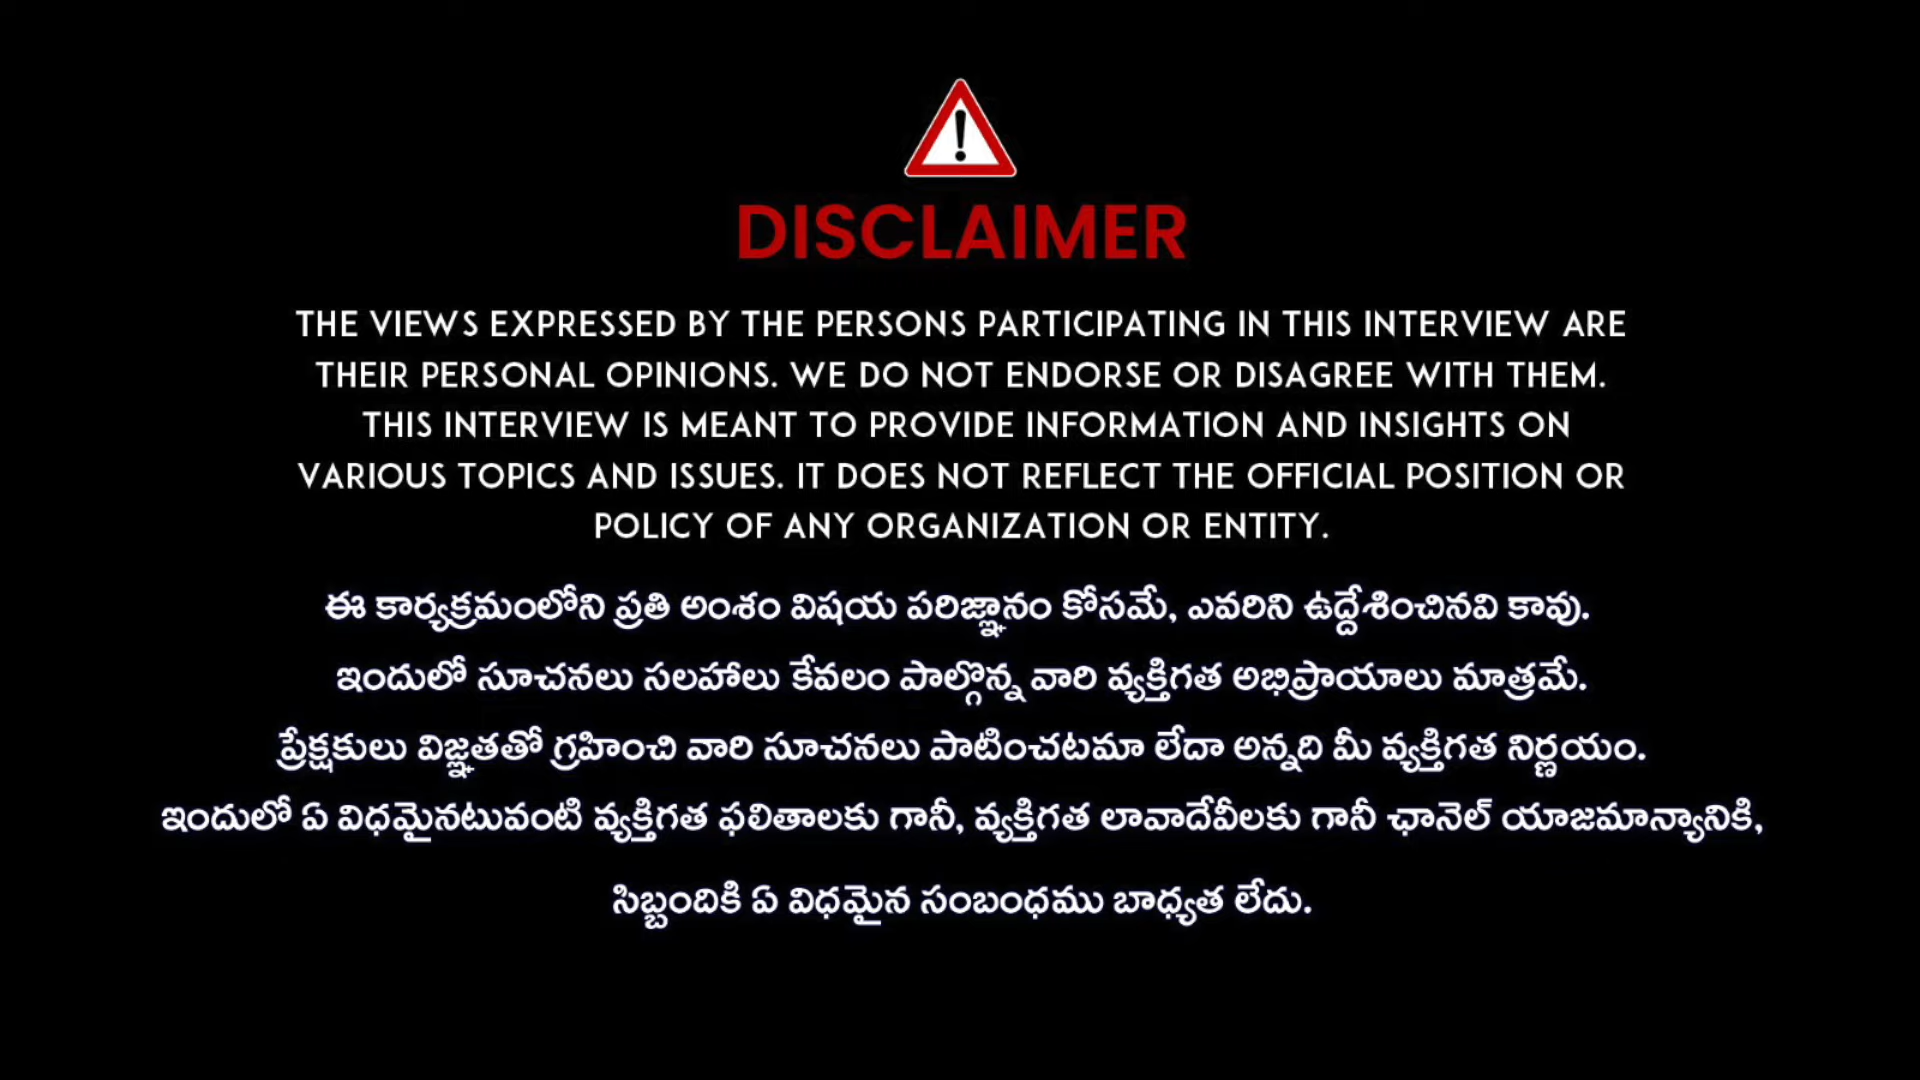 DISCLAIMER
THE VIEWS EXPRESSED BY THE PERSONS PARTICIPATING IN THIS INTERVIEW ARE
THEIR PERSONAL OPINIONS. WE DO NOT ENDORSE OR DISAGREE WITH THEM.
THIS INTERVIEW IS MEANT TO PROVIDE INFORMATION AND INSIGHTS ON
VARIOUS TOPICS AND ISSUES. IT DOES NOT REFLECT THE OFFICIAL POSITION OR
POLICY OF ANY ORGANIZATION OR ENTITY.
ఈ కార్యక్రమంలోని ప్రతి అంశం విషయ పరిజ్ఞానం కోసమే, ఎవరిని ఉద్దేశించినవి కావు.
ఇందులో సూచనలు సలహాలు కేవలం పాల్గొన్న వారి వ్యక్తిగత అభిప్రాయాలు మాత్రమే.
ప్రేక్షకులు విజ్ఞతతో గ్రహించి వారి సూచనలు పాటించటమా లేదా అన్నది మీ వ్యక్తిగత నిర్ణయం.
ఇందులో ఏ విధమైనటువంటి వ్యక్తిగత ఫలితాలకు గానీ, వ్యక్తిగత లావాదేవీలకు గానీ ఛానెల్ యాజమాన్యానికి,
సిబ్బందికి ఏ విధమైన సంబంధము బాధ్యత లేదు.